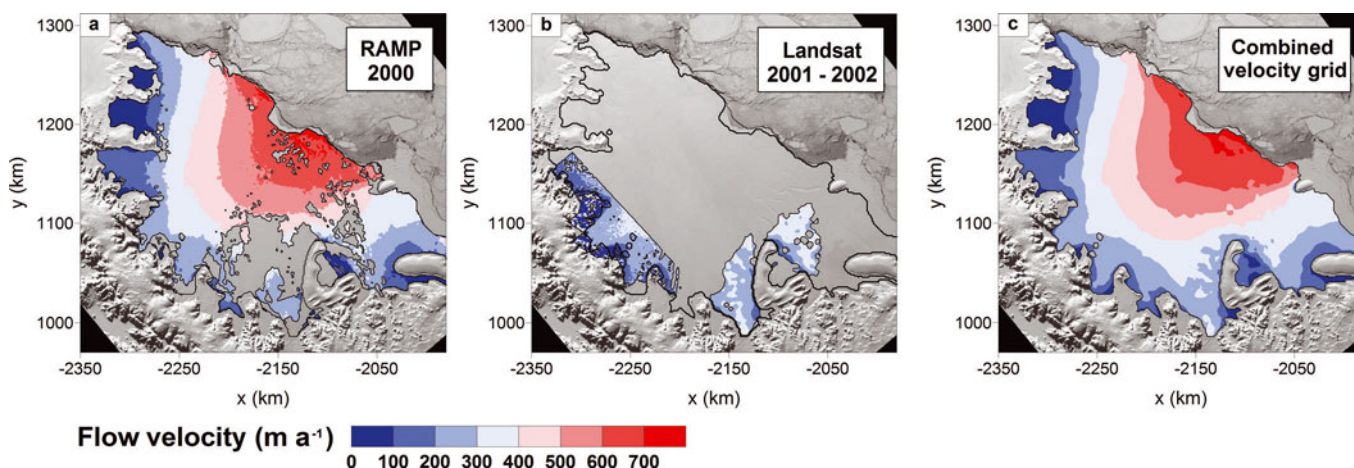 a
RAMP
2000
1300
1200
1100
1000
y (km)
-2350
-2250
-2150
-2050
x (km)
b
Landsat
2001 - 2002
1300
1200
1100
1000
y (km)
-2350
-2250
-2150
-2050
x (km)
c
Combined
velocity grid
1300
1200
1100
1000
y (km)
-2350
-2250
-2150
-2050
x (km)
Flow velocity (m a⁻¹)
0 100 200 300 400 500 600 700